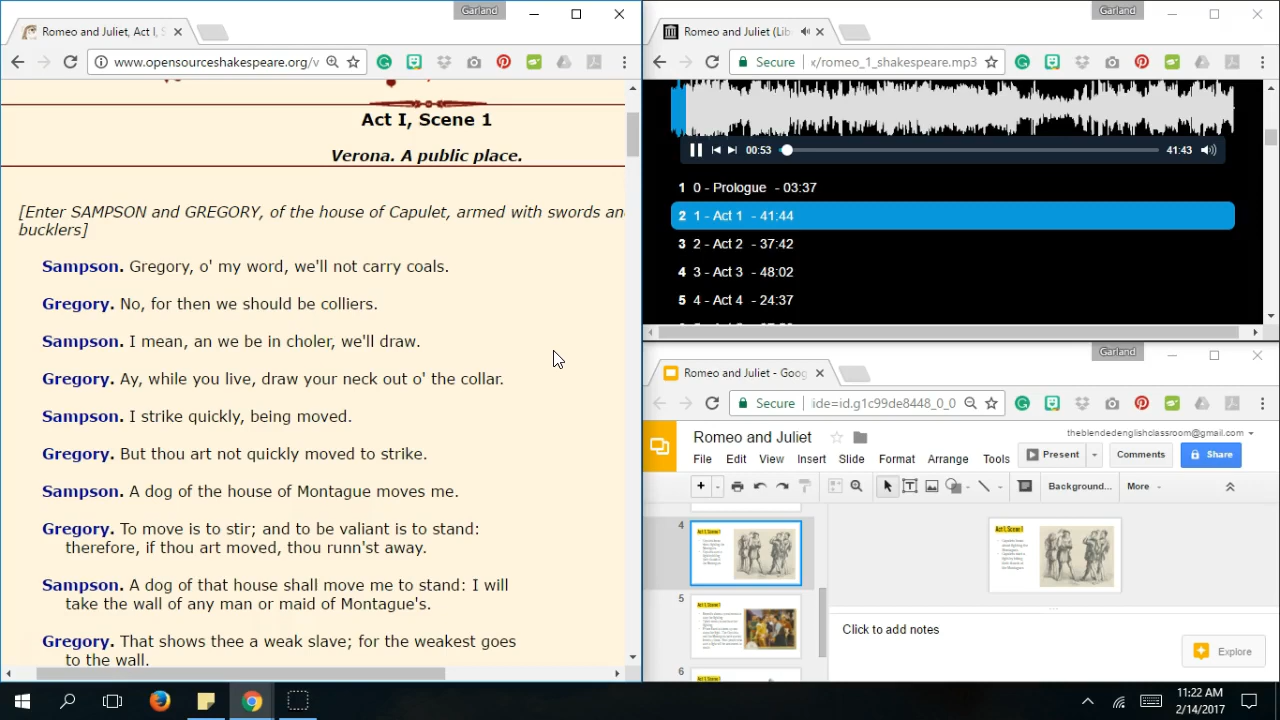 Garland
Romeo and Juliet, Act I, S
www.opensourceshakespeare.org/v
Act I, Scene 1
Verona. A public place.
[Enter SAMPSON and GREGORY, of the house of Capulet, armed with swords an
bucklers]
Sampson. Gregory, o' my word, we'll not carry coals.
Gregory. No, for then we should be colliers.
Sampson. I mean, an we be in choler, we'll draw.
Gregory. Ay, while you live, draw your neck out o' the collar.
Sampson. I strike quickly, being moved.
Gregory. But thou art not quickly moved to strike.
Sampson. A dog of the house of Montague moves me.
Gregory. To move is to stir; and to be valiant is to stand:
therefore, if thou art moved, thou runn'st away.
Sampson. A dog of that house shall move me to stand: I will
take the wall of any man or maid of Montague's.
Gregory. That shows thee a weak slave; for the weakest goes
to the wall.
Garland
Romeo and Juliet (Lib
Secure x/romeo_1_shakespeare.mp3
00:53 41:43
1 0 - Prologue - 03:37
2 1 - Act 1 - 41:44
3 2 - Act 2 - 37:42
4 3 - Act 3 - 48:02
5 4 - Act 4 - 24:37
Garland
Romeo and Juliet - Goog
Secure ide=id.g1c99de8448_0_0
Romeo and Juliet
theblendedenglishclassroom@gmail.com
File Edit View Insert Slide Format Arrange Tools
Present Comments Share
Background... More
4
Act I, Scene 1
Act I, Scene 1
5
Act I, Scene 1
6
Click to add notes
Explore
11:22 AM
2/14/2017